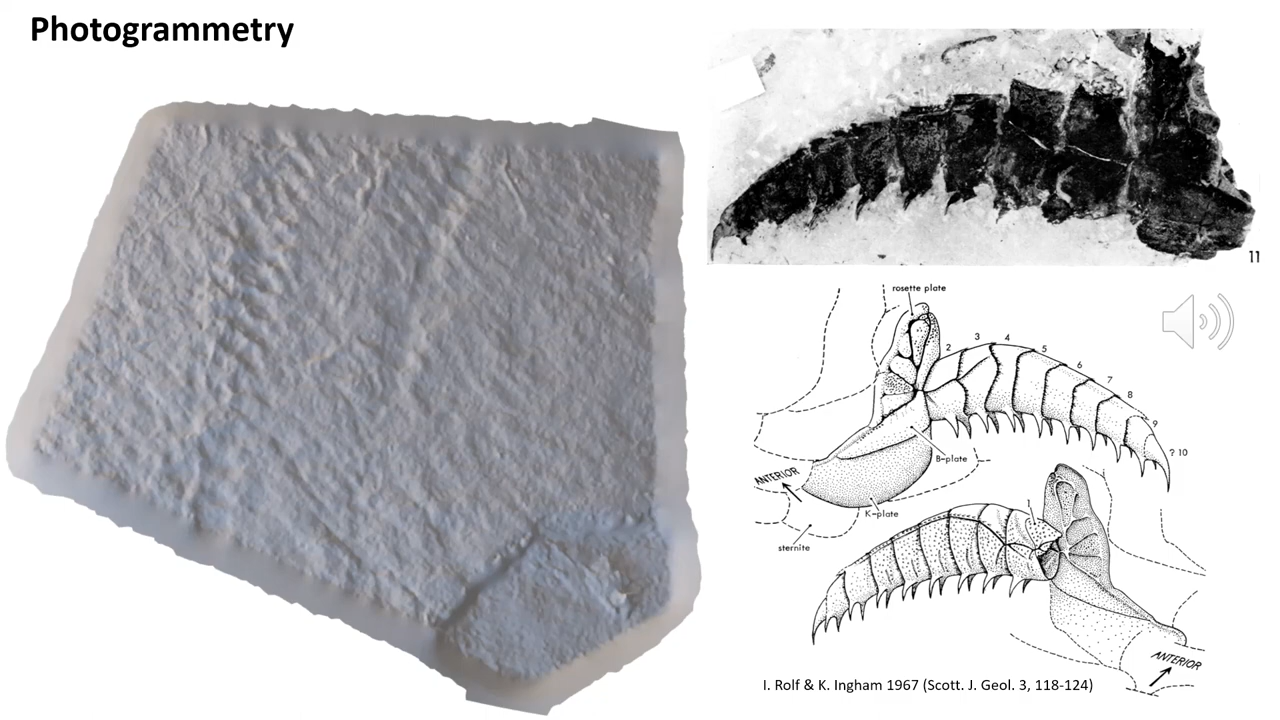 Photogrammetry
11
rosette plate
2
3
4
5
6
7
8
9
? 10
B-plate
ANTERIOR
K-plate
sternite
1
ANTERIOR
I. Rolf & K. Ingham 1967 (Scott. J. Geol. 3, 118-124)